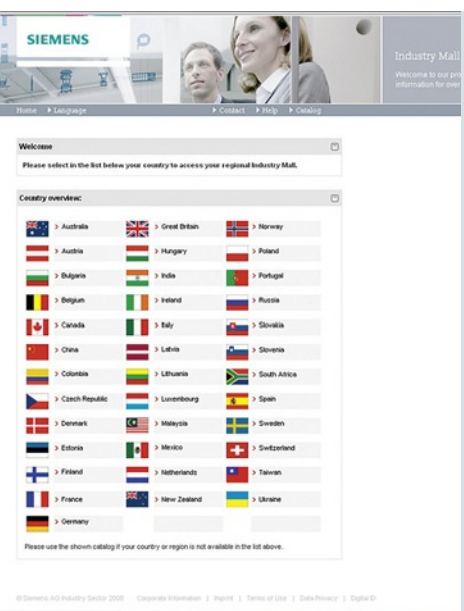 SIEMENS
Industry Mall
Welcome to our pro
information for over
Home Language Contact Help Catalog
Welcome
Please select in the list below your country to access your regional Industry Mall.
Country overview:
Australia Great Britain Norway
Austria Hungary Poland
Bulgaria India Portugal
Belgium Ireland Russia
Canada Italy Slovakia
China Latvia Slovenia
Colombia Lithuania South Africa
Czech Republic Luxembourg Spain
Denmark Malaysia Sweden
Estonia Mexico Switzerland
Finland Netherlands Taiwan
France New Zealand Ukraine
Germany
Please use the shown catalog if your country or region is not available in the list above.
© Siemens AG Industry Sector 2008 Corporate Information | Imprint | Terms of Use | Data Privacy | Digital ID